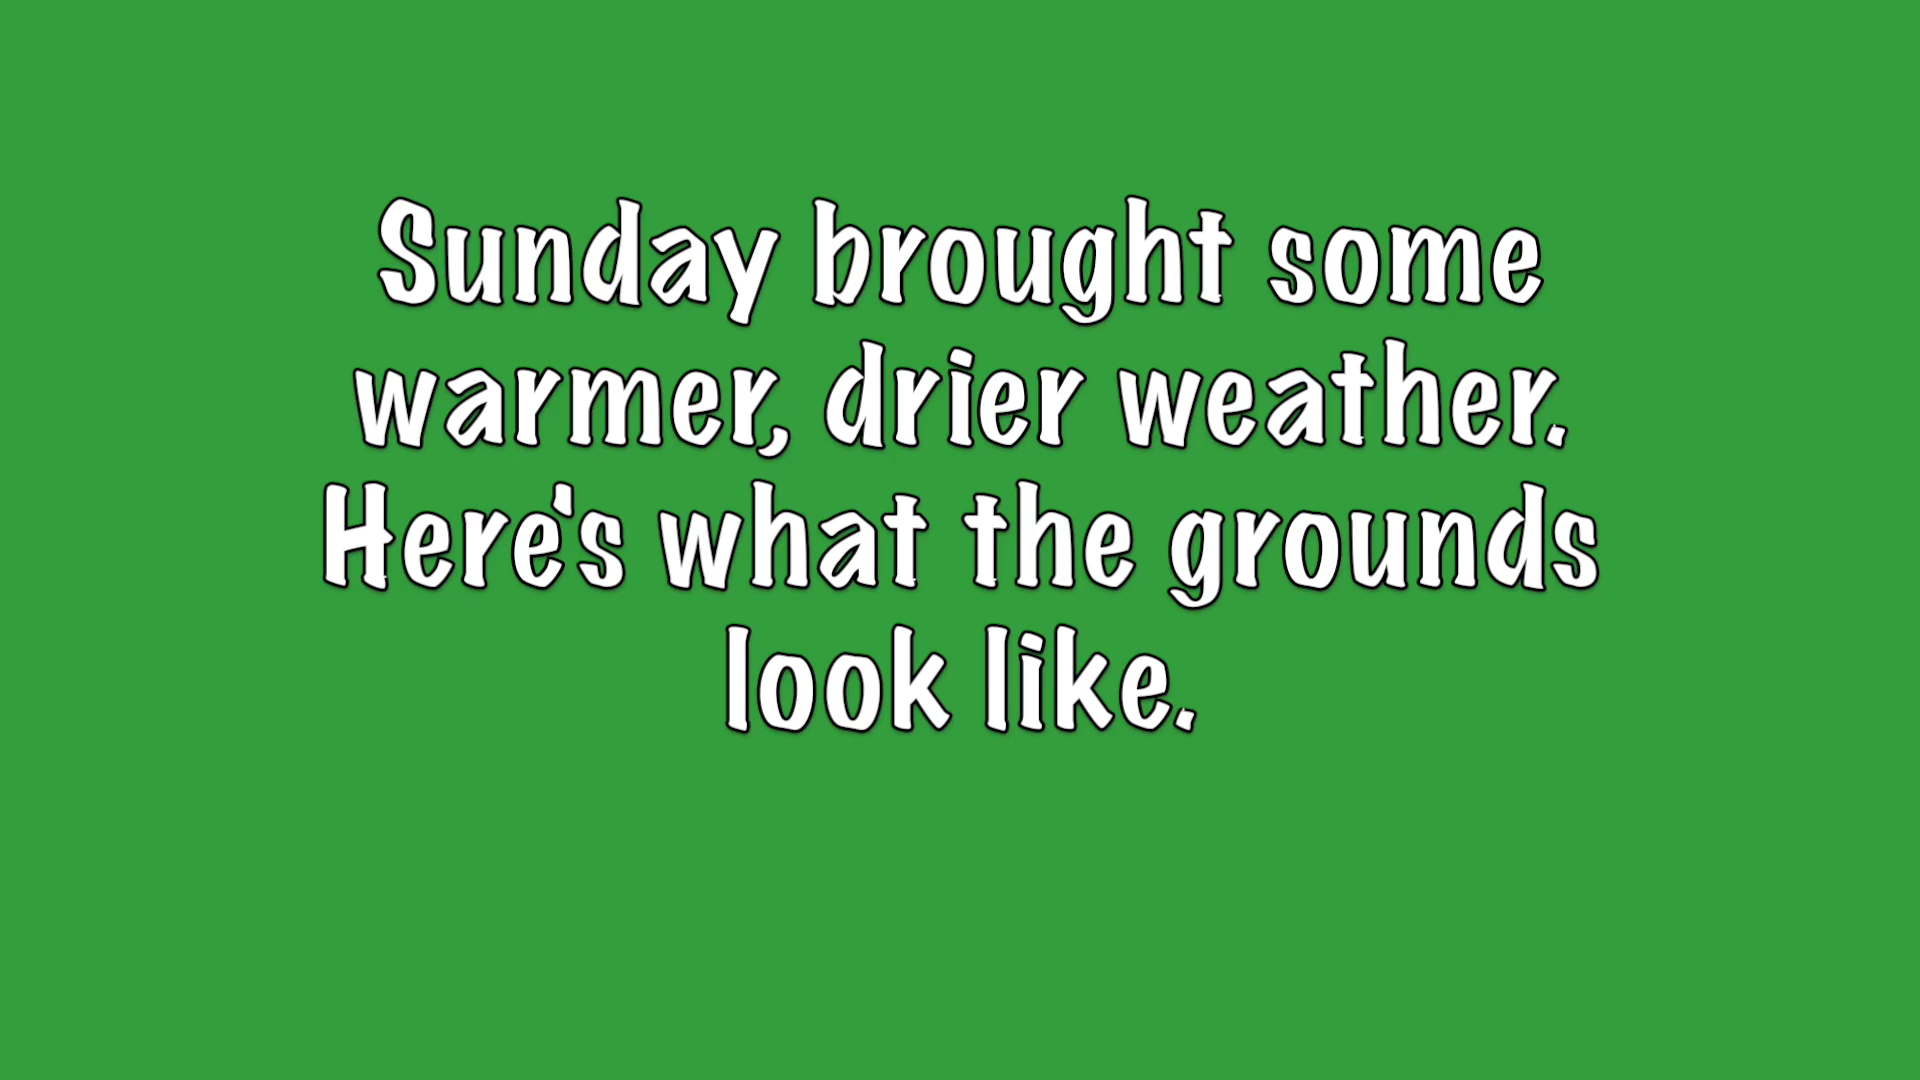 Sunday brought some
warmer, drier weather.
Here's what the grounds
look like.